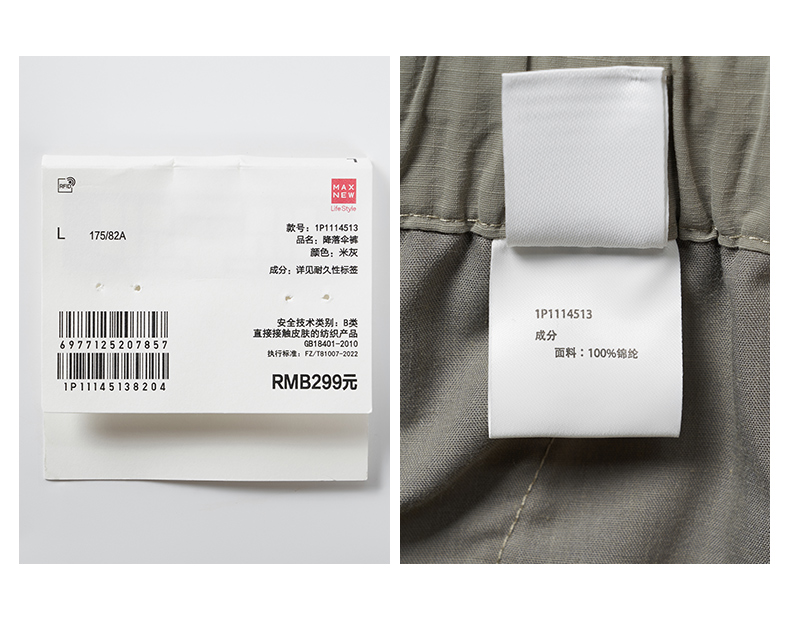 RFID
MAX
NEW
LifeStyle
L 175/82A
款号：1P1114513
品名：降落伞裤
颜色：米灰
成分：详见耐久性标签
安全技术类别：B类
直接接触皮肤的纺织产品
GB18401-2010
执行标准：FZ/T81007-2022
6977125207857
1P11145138204
RMB299元
1P1114513
成分
面料：100%锦纶